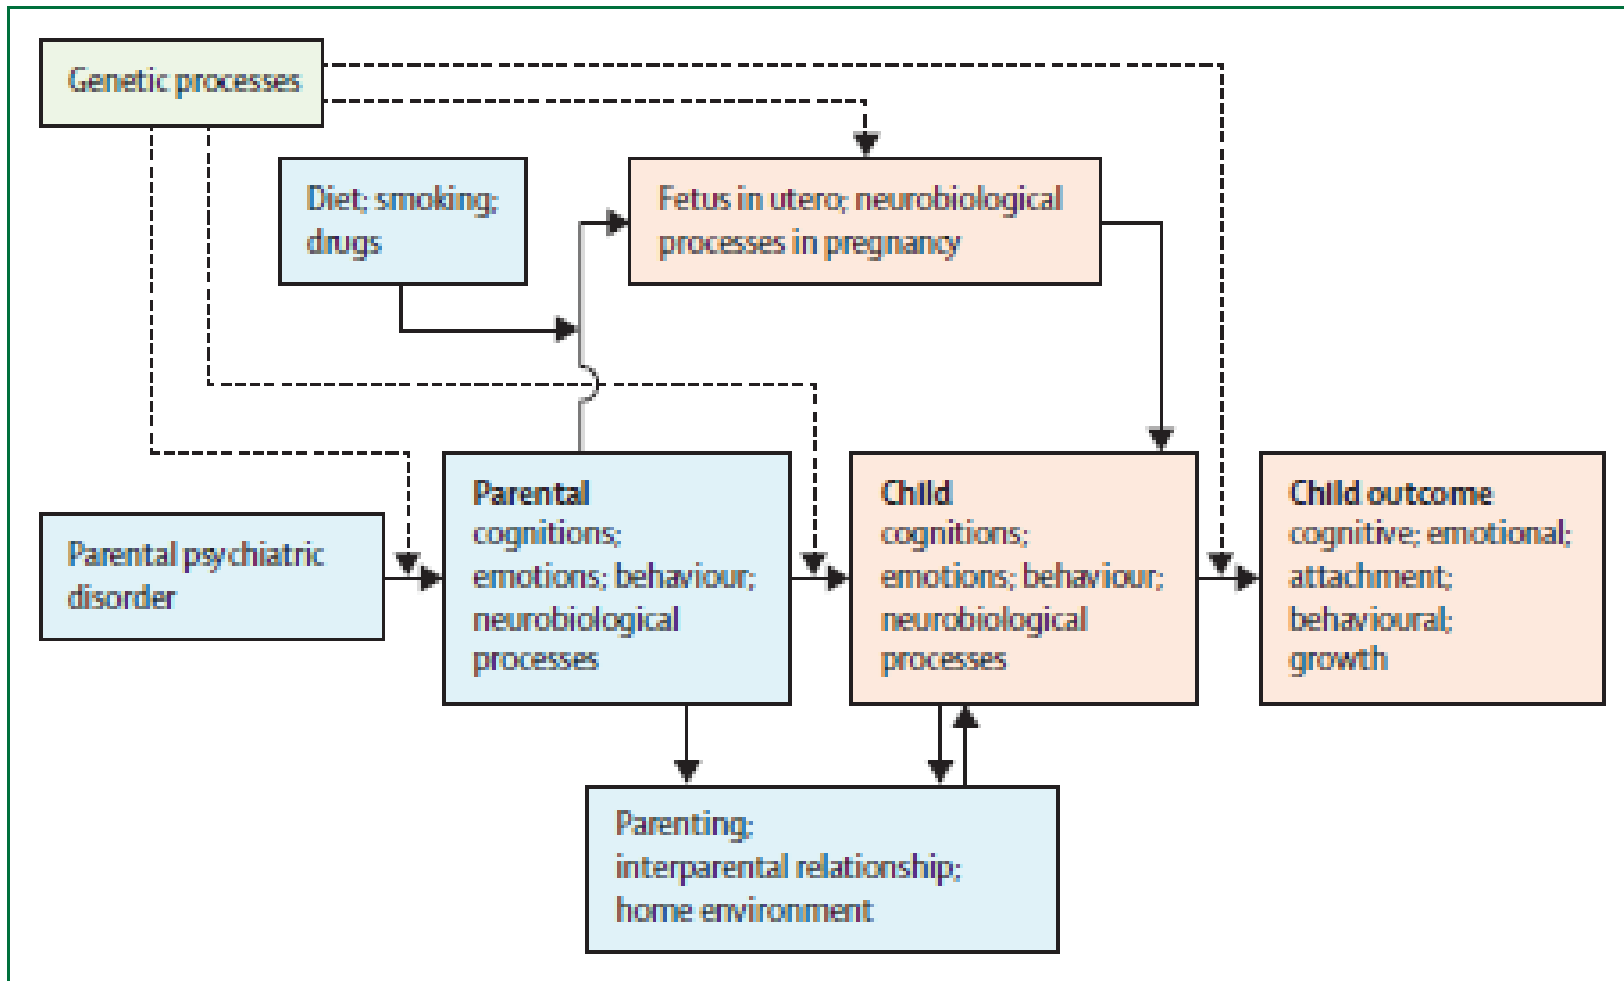 Genetic processes
Diet; smoking;
drugs
Fetus in utero; neurobiological
processes in pregnancy
Parental psychiatric
disorder
Parental
cognitions;
emotions; behaviour;
neurobiological
processes
Child
cognitions;
emotions; behaviour;
neurobiological
processes
Child outcome
cognitive; emotional;
attachment;
behavioural;
growth
Parenting;
interparental relationship;
home environment